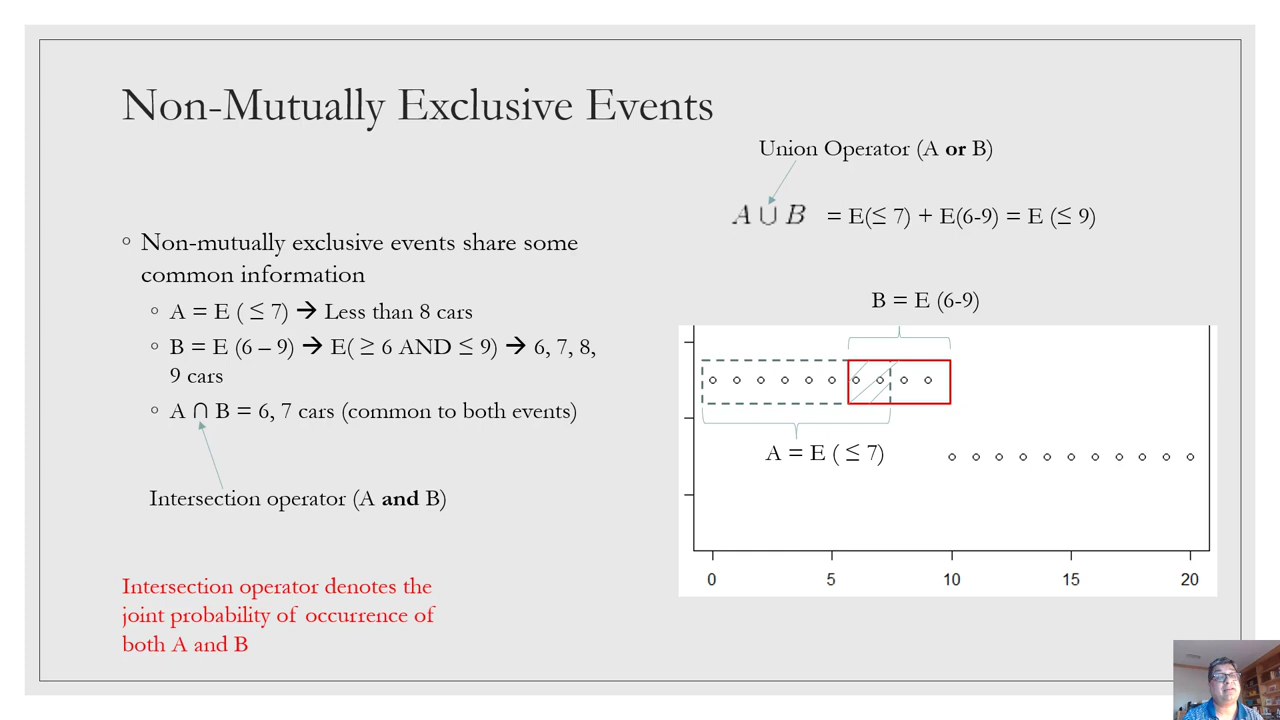 Non-Mutually Exclusive Events
Union Operator (A or B)
A ∪ B = E(≤ 7) + E(6-9) = E (≤ 9)
◦ Non-mutually exclusive events share some
common information
◦ A = E ( ≤ 7) → Less than 8 cars
◦ B = E (6 – 9) → E( ≥ 6 AND ≤ 9) → 6, 7, 8,
9 cars
◦ A ∩ B = 6, 7 cars (common to both events)
Intersection operator (A and B)
Intersection operator denotes the
joint probability of occurrence of
both A and B
B = E (6-9)
A = E ( ≤ 7)
0 5 10 15 20